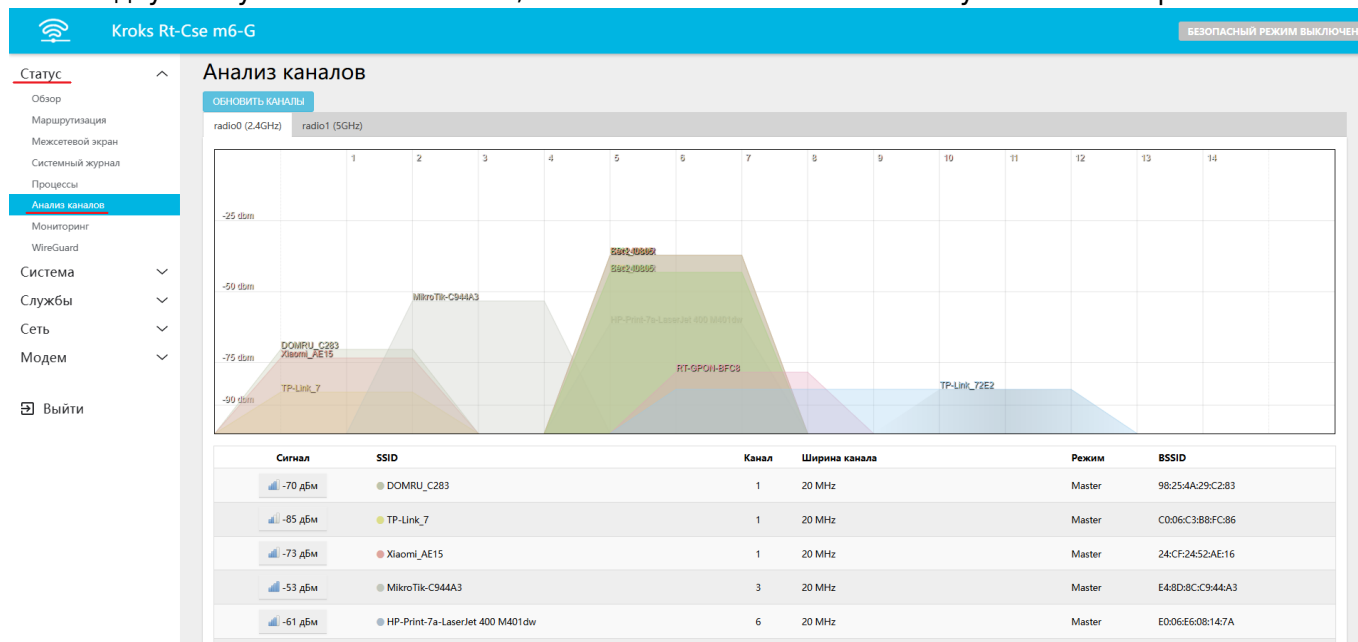 Kroks Rt-Cse m6-G
БЕЗОПАСНЫЙ РЕЖИМ ВЫКЛЮЧЕН
Статус
Обзор
Маршрутизация
Межсетевой экран
Системный журнал
Процессы
Анализ каналов
Мониторинг
WireGuard
Система
Службы
Сеть
Модем
Выйти
Анализ каналов
ОБНОВИТЬ КАНАЛЫ
radio0 (2.4GHz) radio1 (5GHz)
1 2 3 4 5 6 7 8 9 10 11 12 13 14
-25 dbm
-50 dbm
MikroTik-C944A3
HP-Print-7a-LaserJet 400 M401dw
DOMRU_C283
Xiaomi_AE15
-75 dbm
RT-GPON-BFC8
TP-Link_7
TP-Link_72E2
-90 dbm
Сигнал SSID Канал Ширина канала Режим BSSID
-70 дБм DOMRU_C283 1 20 MHz Master 98:25:4A:29:C2:83
-85 дБм TP-Link_7 1 20 MHz Master C0:06:C3:B8:FC:86
-73 дБм Xiaomi_AE15 1 20 MHz Master 24:CF:24:52:AE:16
-53 дБм MikroTik-C944A3 3 20 MHz Master E4:8D:8C:C9:44:A3
-61 дБм HP-Print-7a-LaserJet 400 M401dw 6 20 MHz Master E0:06:E6:08:14:7A